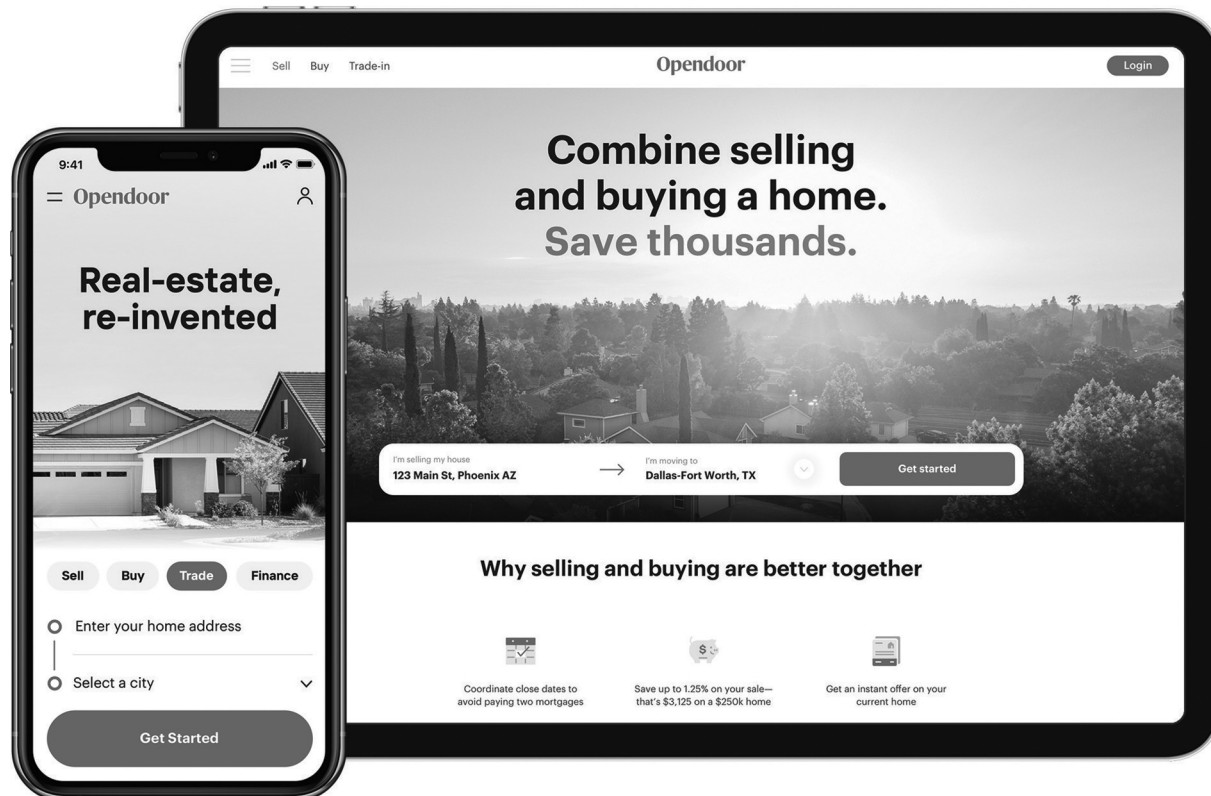 9:41
Opendoor
Real-estate,
re-invented
Sell Buy Trade Finance
Enter your home address
Select a city
Get Started
Sell Buy Trade-in Opendoor Login
Combine selling
and buying a home.
Save thousands.
I'm selling my house
123 Main St, Phoenix AZ
I'm moving to
Dallas-Fort Worth, TX
Get started
Why selling and buying are better together
$
Coordinate close dates to
avoid paying two mortgages
Save up to 1.25% on your sale—
that's $3,125 on a $250k home
Get an instant offer on your
current home